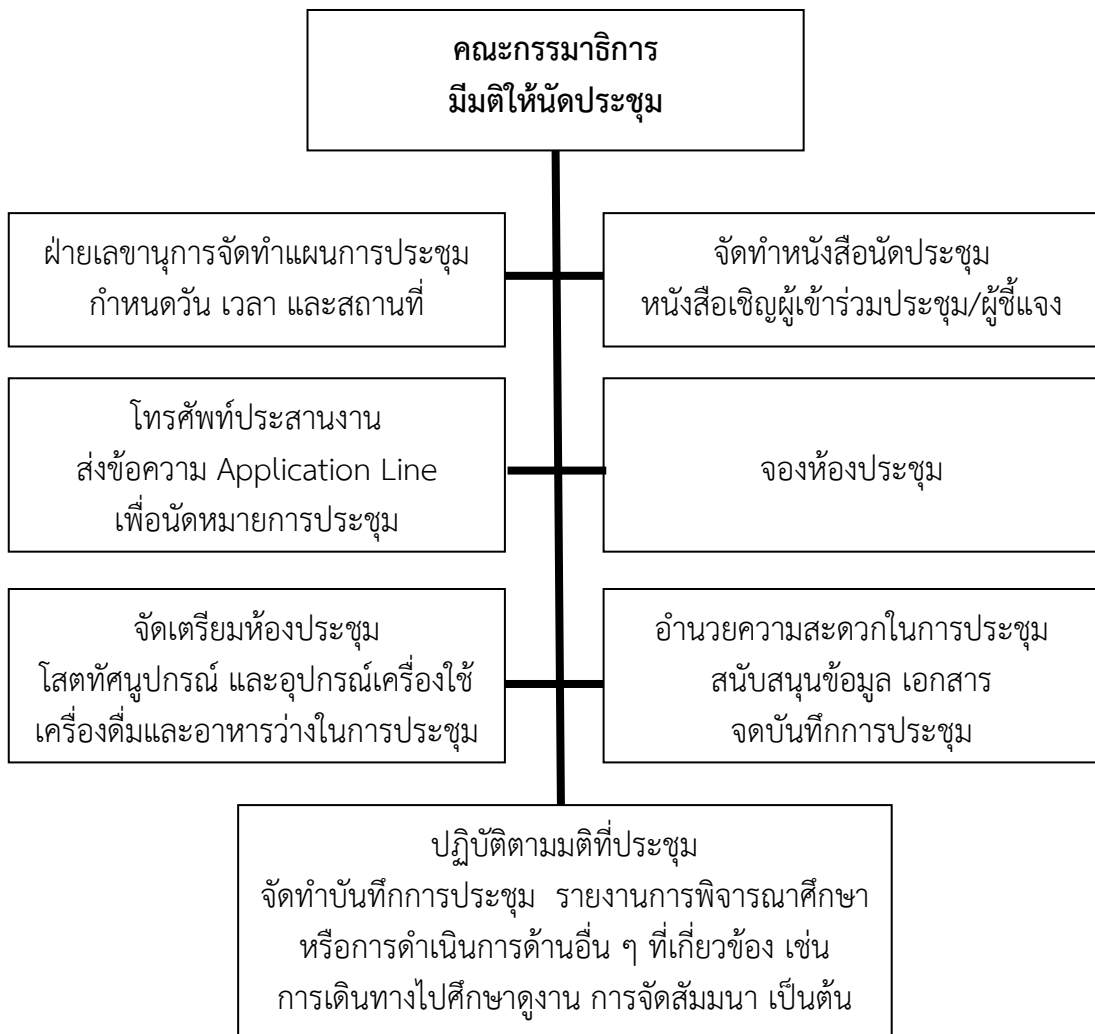 คณะกรรมาธิการ
มีมติให้นัดประชุม
ฝ่ายเลขานุการจัดทำแผนการประชุม
กำหนดวัน เวลา และสถานที่
จัดทำหนังสือนัดประชุม
หนังสือเชิญผู้เข้าร่วมประชุม/ผู้ชี้แจง
โทรศัพท์ประสานงาน
ส่งข้อความ Application Line
เพื่อนัดหมายการประชุม
จองห้องประชุม
จัดเตรียมห้องประชุม
โสตทัศนูปกรณ์ และอุปกรณ์เครื่องใช้
เครื่องดื่มและอาหารว่างในการประชุม
อำนวยความสะดวกในการประชุม
สนับสนุนข้อมูล เอกสาร
จดบันทึกการประชุม
ปฏิบัติตามมติที่ประชุม
จัดทำบันทึกการประชุม รายงานการพิจารณาศึกษา
หรือการดำเนินการด้านอื่น ๆ ที่เกี่ยวข้อง เช่น
การเดินทางไปศึกษาดูงาน การจัดสัมมนา เป็นต้น